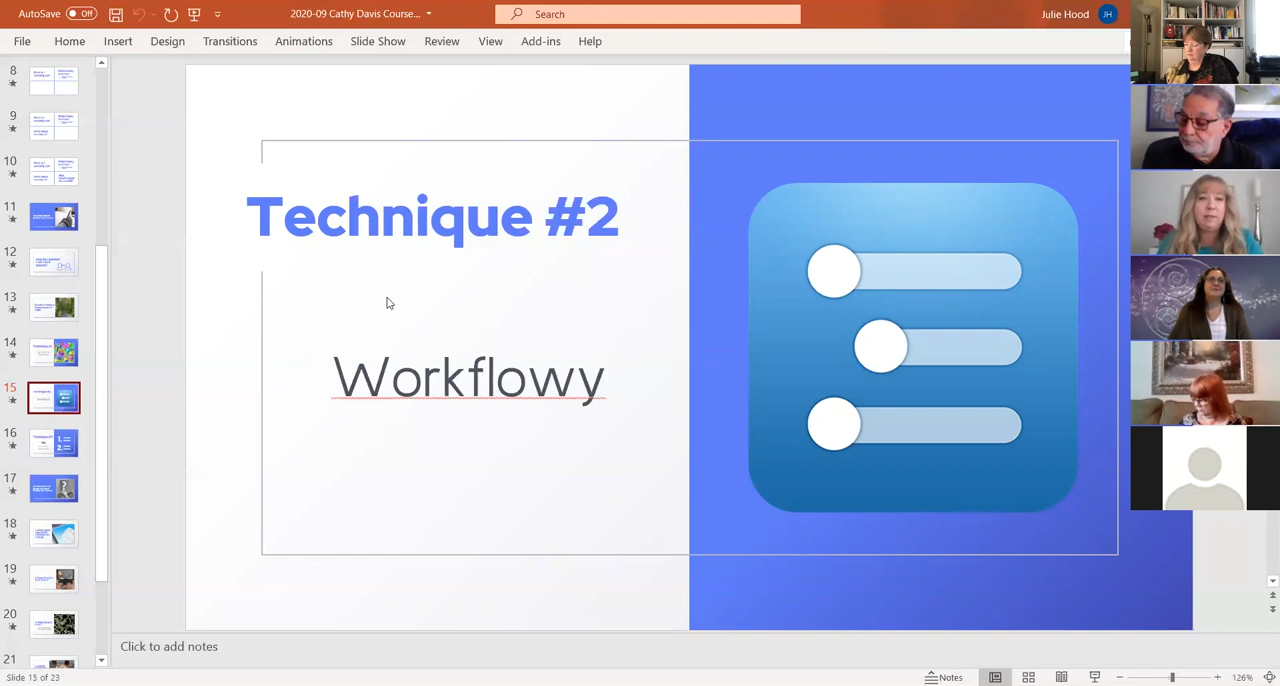 AutoSave Off 2020-09 Cathy Davis Course... Search Julie Hood JH
File Home Insert Design Transitions Animations Slide Show Review View Add-ins Help
8
9
10
11
12
13
14
15
16
17
18
19
20
21
Technique #2
Workflowy
Click to add notes
Slide 15 of 23 Notes 126%